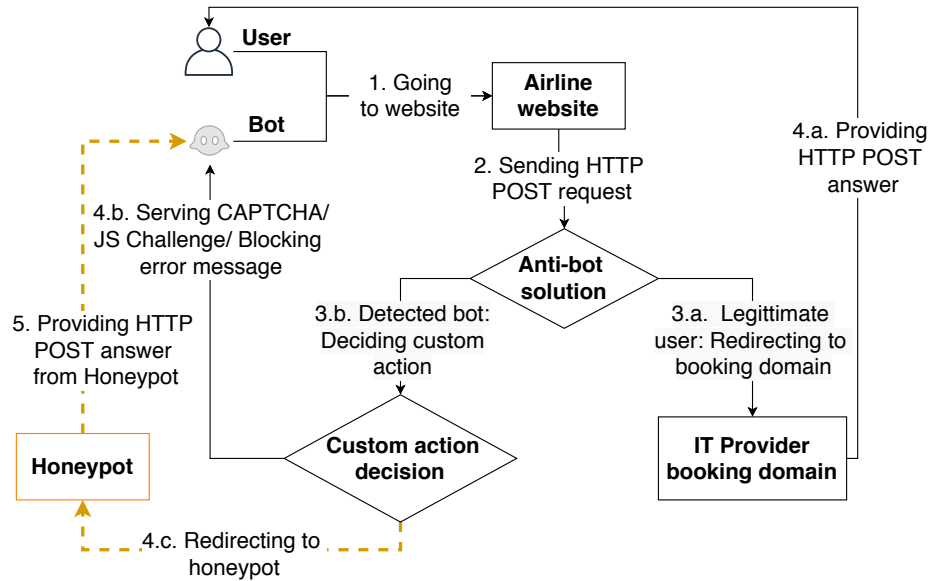 User
Bot
1. Going
to website
Airline
website
2. Sending HTTP
POST request
4.a. Providing
HTTP POST
answer
4.b. Serving CAPTCHA/
JS Challenge/ Blocking
error message
Anti-bot
solution
3.b. Detected bot:
Deciding custom
action
3.a. Legittimate
user: Redirecting to
booking domain
5. Providing HTTP
POST answer
from Honeypot
Custom action
decision
IT Provider
booking domain
Honeypot
4.c. Redirecting to
honeypot